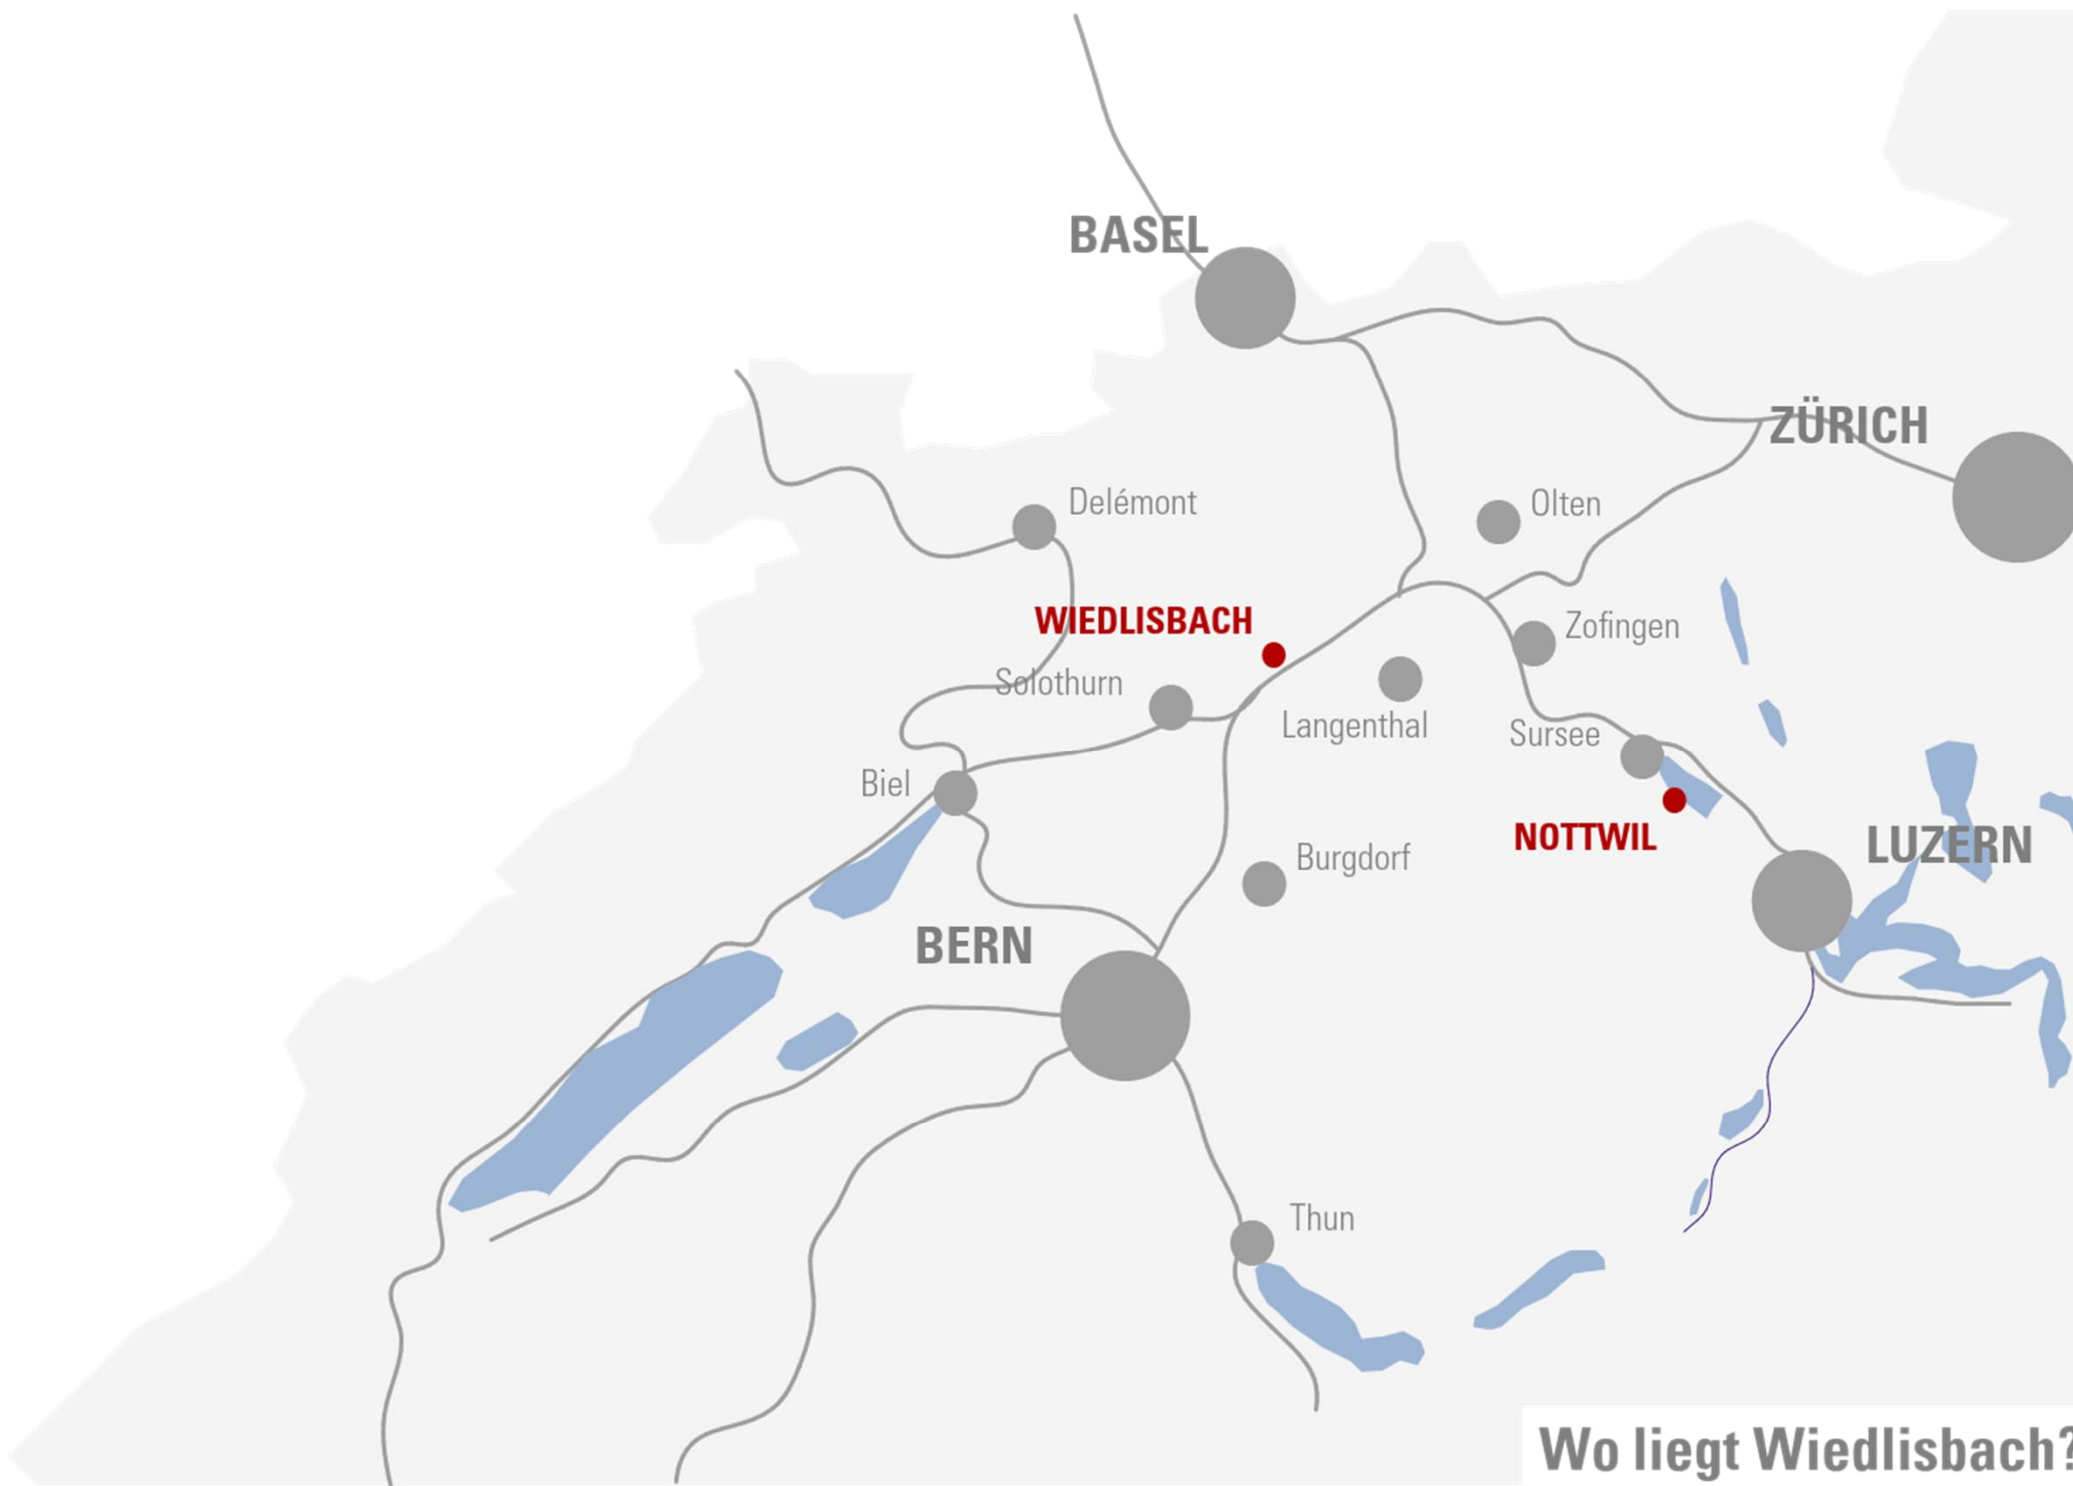 BASEL
ZÜRICH
Delémont
Olten
WIEDLISBACH
Zofingen
Solothurn
Langenthal
Sursee
Biel
NOTTWIL
LUZERN
Burgdorf
BERN
Thun
Wo liegt Wiedlisbach?